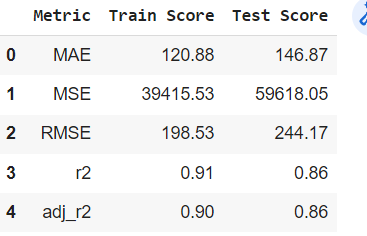 Metric Train Score Test Score
0 MAE 120.88 146.87
1 MSE 39415.53 59618.05
2 RMSE 198.53 244.17
3 r2 0.91 0.86
4 adj_r2 0.90 0.86